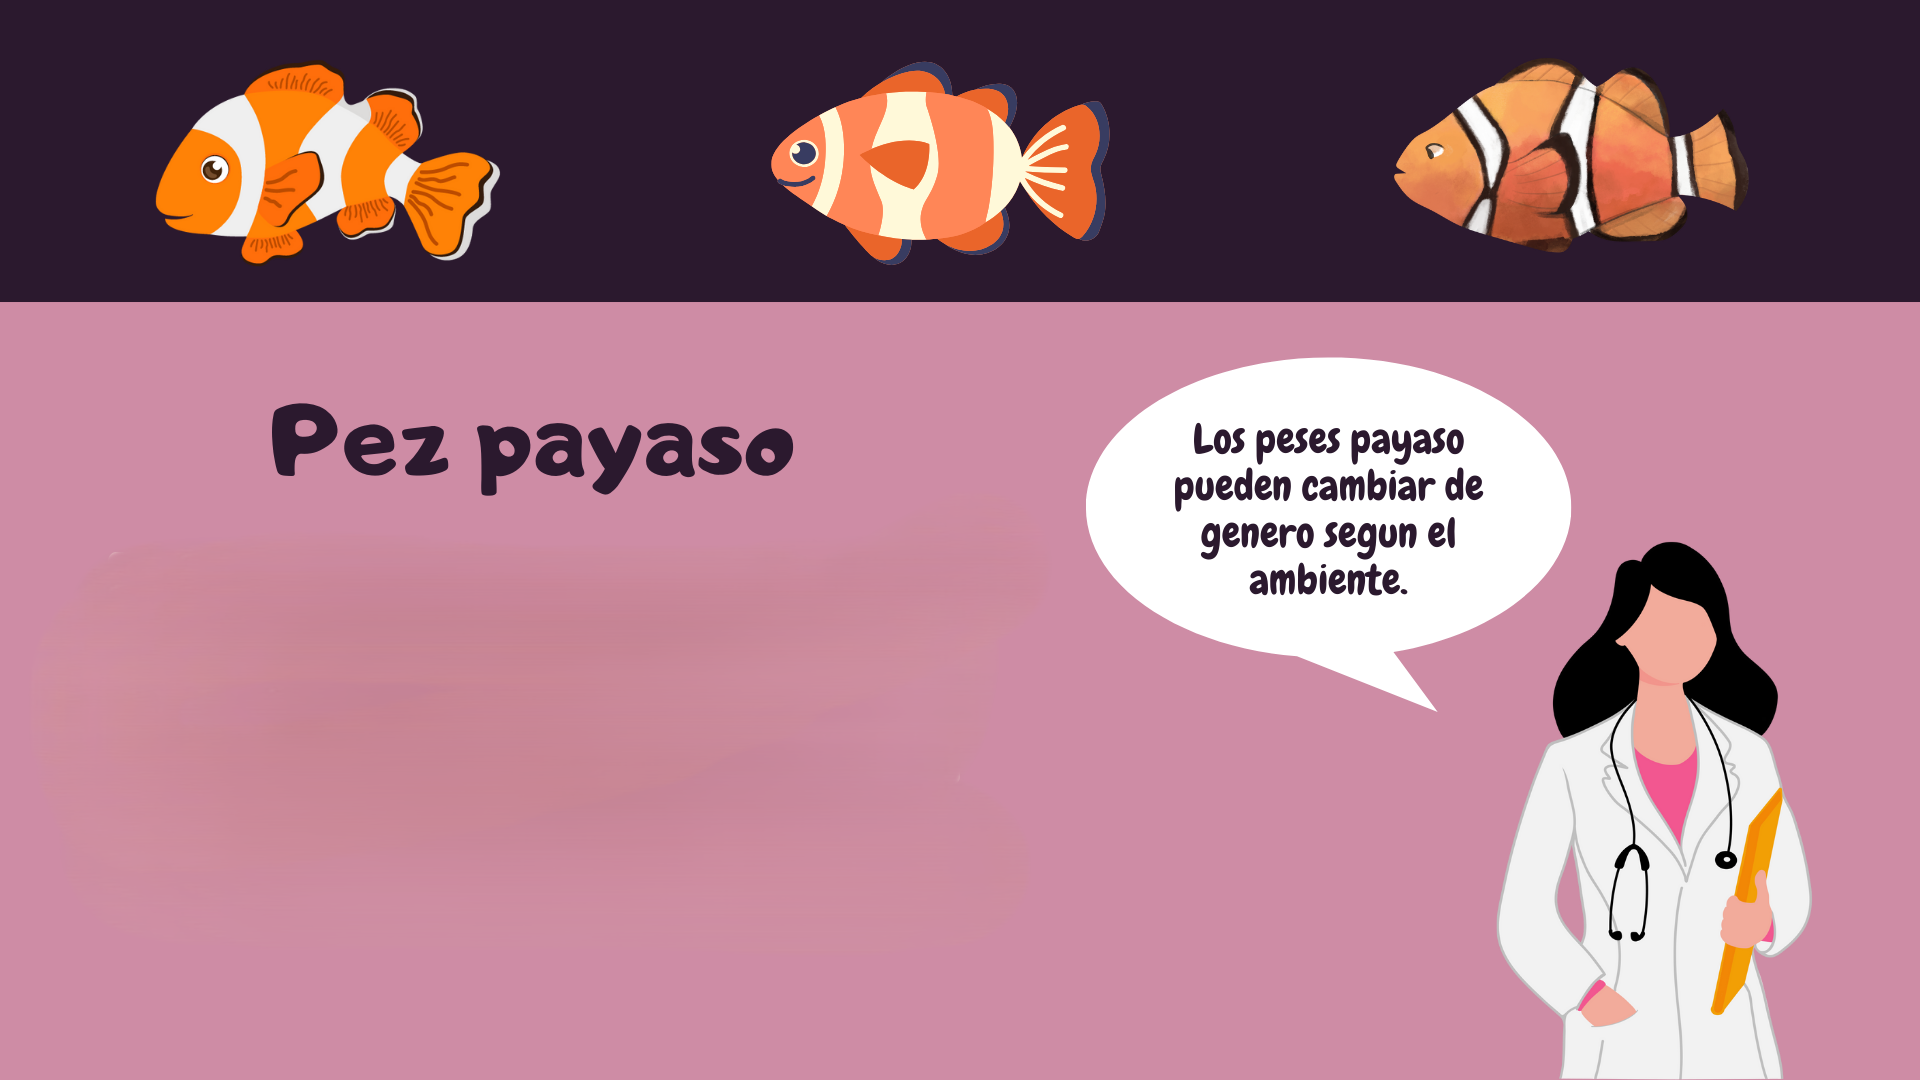 Pez payaso
Los peses payaso
pueden cambiar de
genero segun el
ambiente.